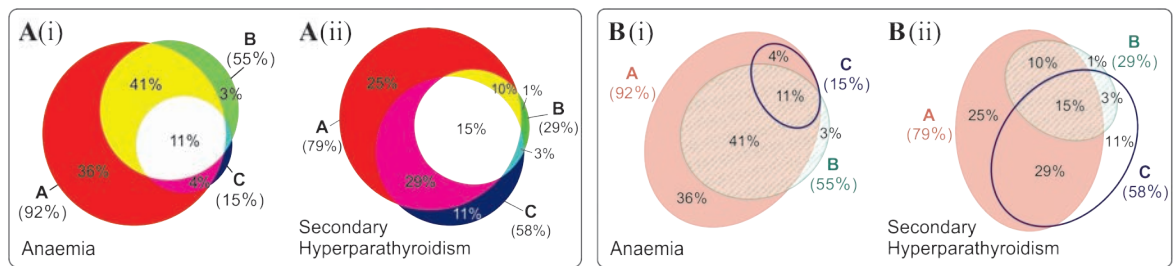 A(i)
B
(55%)
41%
3%
11%
36%
4%
A
(92%)
C
(15%)
Anaemia
A(ii)
25%
10%
1%
B
(29%)
15%
A
(79%)
3%
29%
11%
C
(58%)
Secondary
Hyperparathyroidism
B(i)
4%
A
(92%)
C
(15%)
11%
41%
3%
B
(55%)
36%
Anaemia
B(ii)
10%
1%
B
(29%)
3%
15%
A
(79%)
25%
11%
29%
C
(58%)
Secondary
Hyperparathyroidism